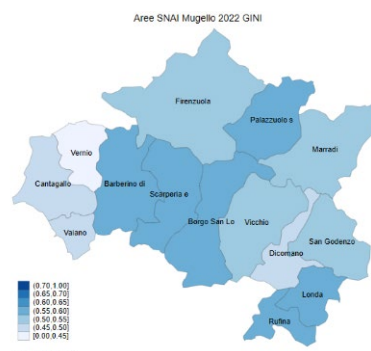 Aree SNAI Mugello 2022 GINI
Firenzuola
Palazzuolo s
Marradi
Vernio
Cantagallo
Barberino di
Scarperia e
Borgo San Lo
Vicchio
Vaiano
San Godenzo
Dicomano
Londa
Rufina
(0.70,1.00]
(0.65,0.70]
(0.60,0.65]
(0.55,0.60]
(0.50,0.55]
(0.45,0.50]
[0.00,0.45]